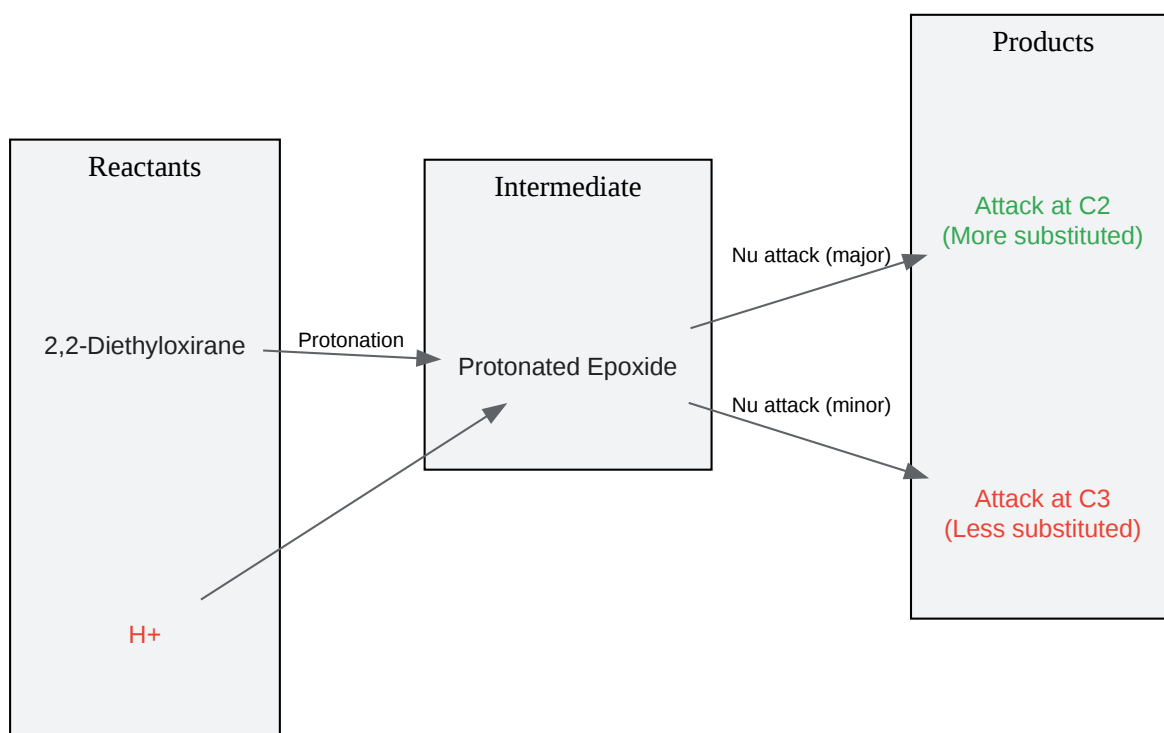 Reactants
2,2-Diethyloxirane
H+
Protonation
Intermediate
Protonated Epoxide
Nu attack (major)
Nu attack (minor)
Products
Attack at C2
(More substituted)
Attack at C3
(Less substituted)